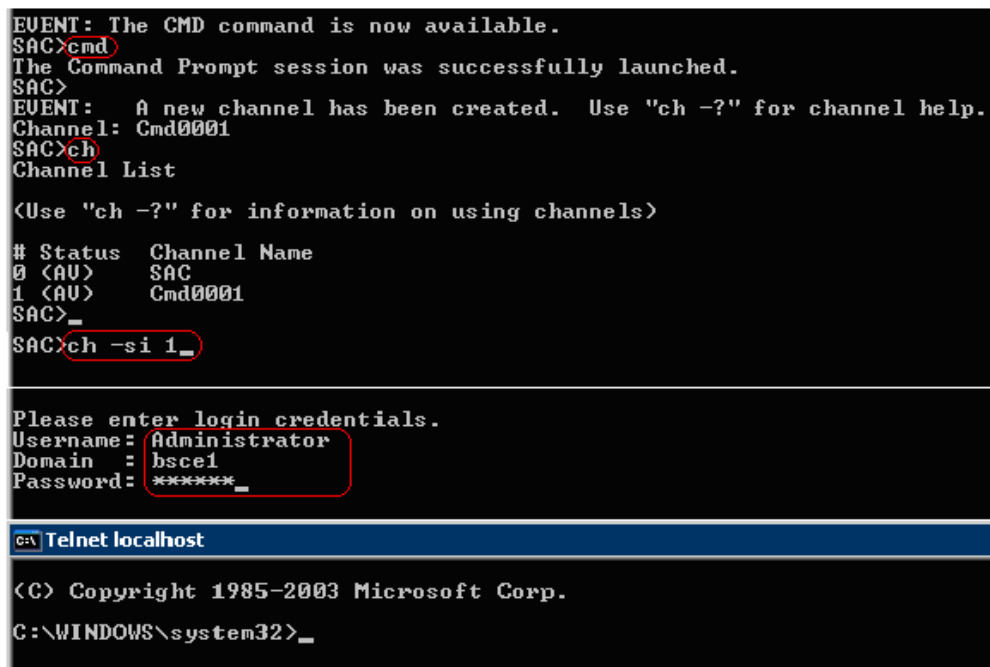 EVENT: The CMD command is now available.
SAC>cmd
The Command Prompt session was successfully launched.
SAC>
EVENT:   A new channel has been created.  Use "ch -?" for channel help.
Channel: Cmd0001
SAC>ch
Channel List
(Use "ch -?" for information on using channels)
# Status  Channel Name
0 (AV)    SAC
1 (AV)    Cmd0001
SAC>_
SAC>ch -si 1_
Please enter login credentials.
Username: Administrator
Domain  : bsce1
Password: ******_
Telnet localhost
(C) Copyright 1985-2003 Microsoft Corp.
C:\WINDOWS\system32>_